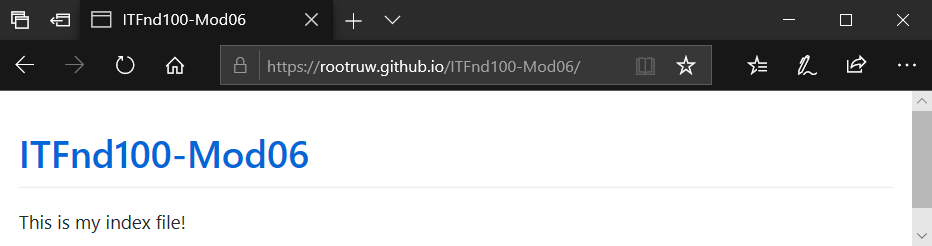 ITFnd100-Mod06
https://rootruw.github.io/ITFnd100-Mod06/
ITFnd100-Mod06
This is my index file!